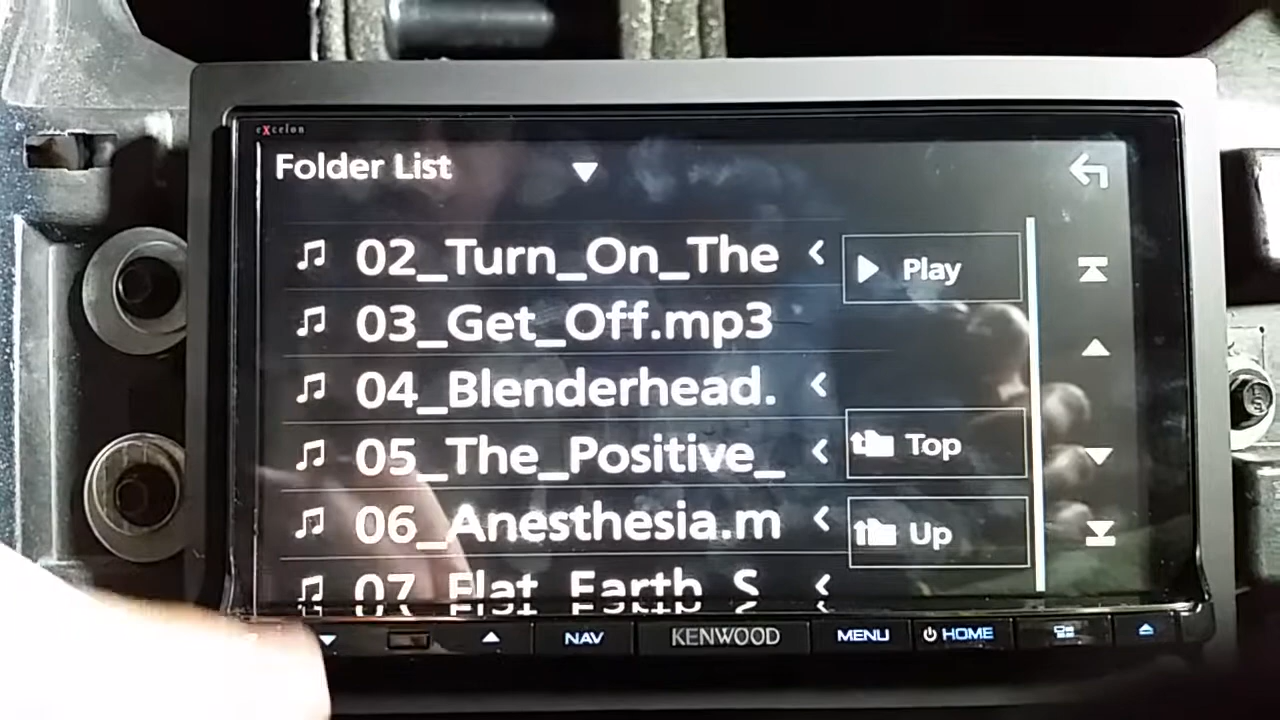 eXcelon
Folder List
02_Turn_On_The
Play
03_Get_Off.mp3
04_Blenderhead.
05_The_Positive_
Top
06_Anesthesia.m
Up
07_Flat_Earth_S
NAV
KENWOOD
MENU
HOME